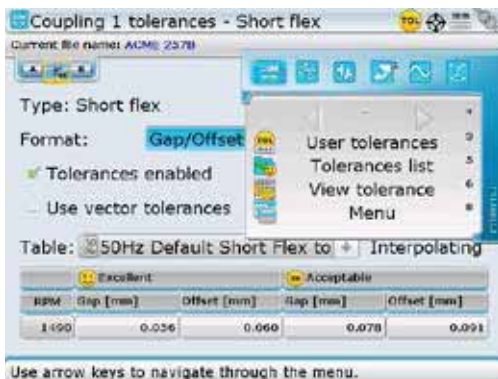 Coupling 1 tolerances - Short flex
TOL
Current file name: ACME 257B
Type: Short flex
Format: Gap/Offset
Tolerances enabled
Use vector tolerances
User tolerances
Tolerances list
View tolerance
Menu
Table: 50Hz Default Short Flex to Interpolating
Excellent Acceptable
RPM Gap [mm] Offset [mm] Gap [mm] Offset [mm]
1490 0.036 0.060 0.078 0.091
Use arrow keys to navigate through the menu.